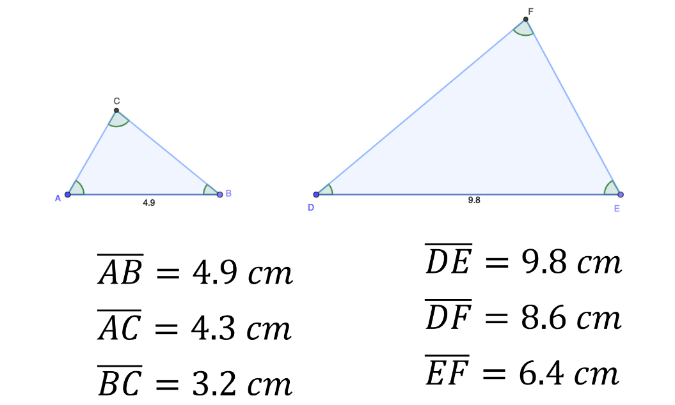 F
C
A
B
4.9
D
9.8
E
AB = 4.9 cm
AC = 4.3 cm
BC = 3.2 cm
DE = 9.8 cm
DF = 8.6 cm
EF = 6.4 cm